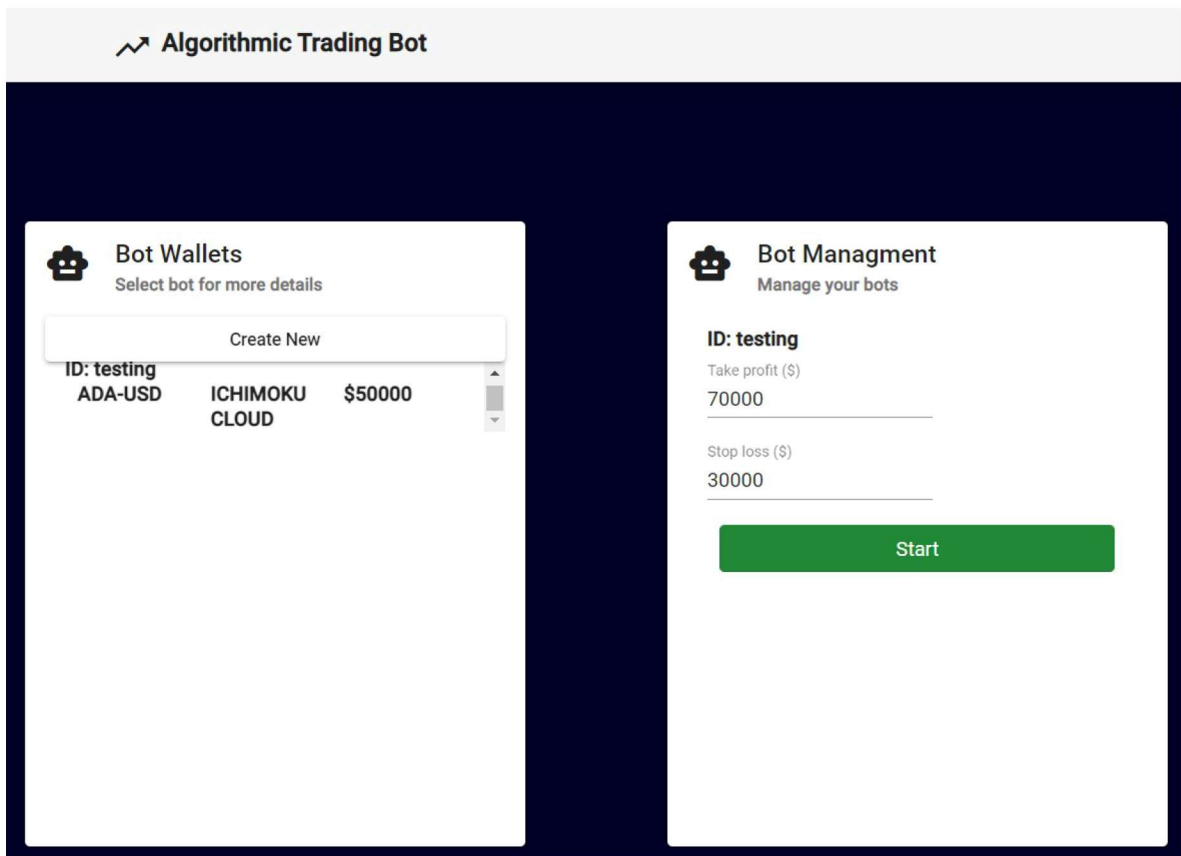 Algorithmic Trading Bot
Bot Wallets
Select bot for more details
Create New
ID: testing
ADA-USD ICHIMOKU $50000
CLOUD
Bot Managment
Manage your bots
ID: testing
Take profit ($)
70000
Stop loss ($)
30000
Start